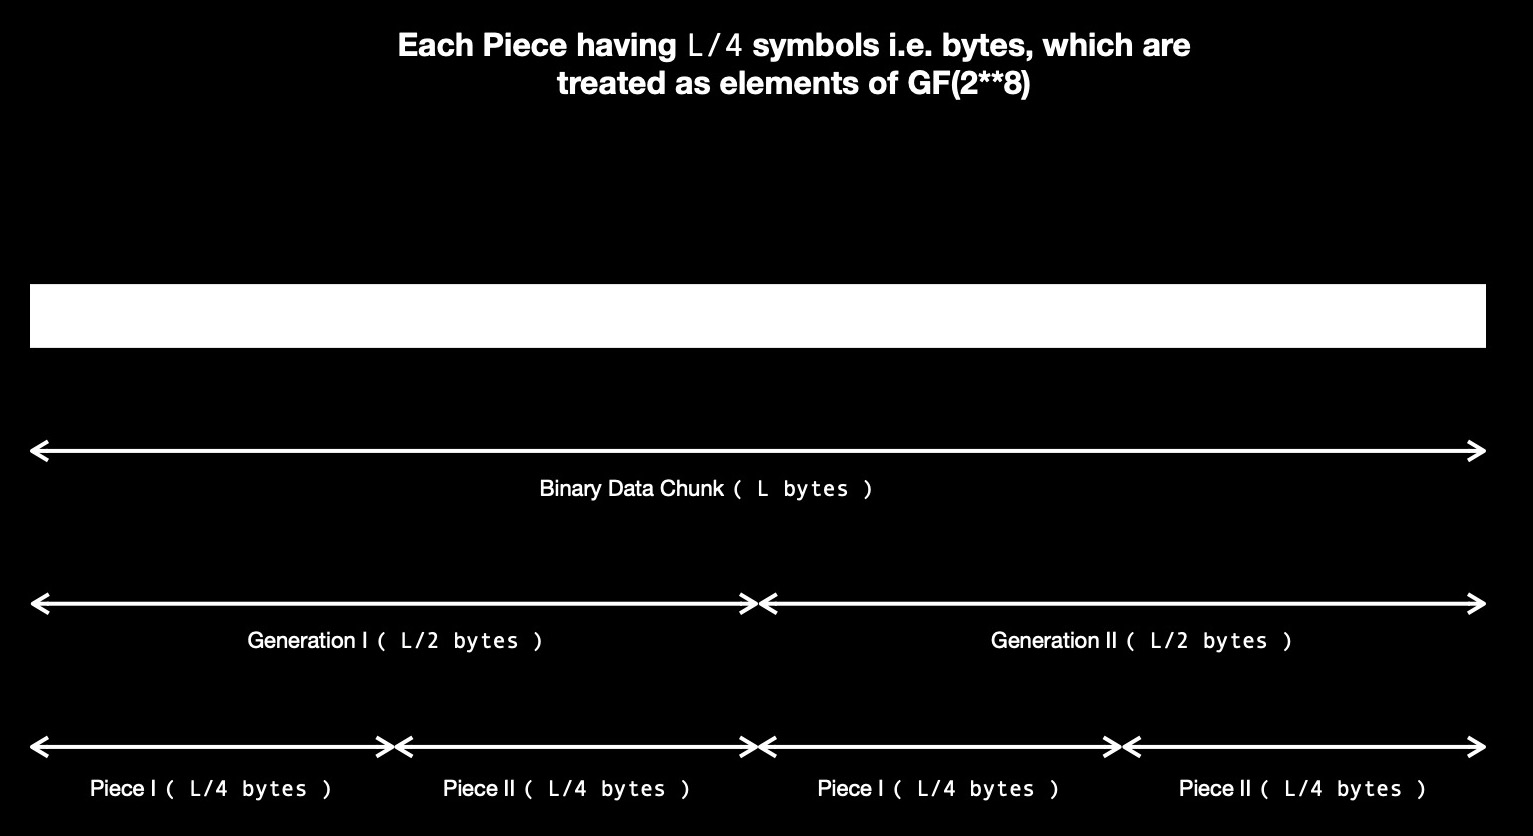 Each Piece having L/4 symbols i.e. bytes, which are
treated as elements of GF(2**8)
Binary Data Chunk ( L bytes )
Generation I ( L/2 bytes )
Generation II ( L/2 bytes )
Piece I ( L/4 bytes )
Piece II ( L/4 bytes )
Piece I ( L/4 bytes )
Piece II ( L/4 bytes )